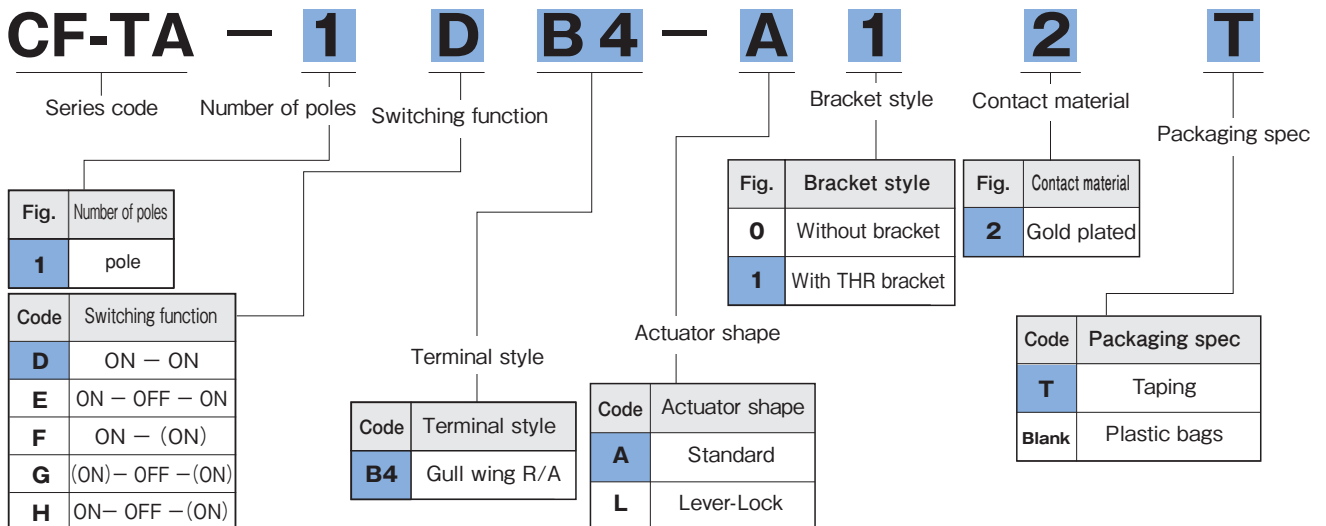 CF-TA － 1 D B4 － A 1 2 T
Series code
Number of poles
Switching function
Bracket style
Contact material
Packaging spec
Fig. Number of poles
1 pole
Code Switching function
D ON － ON
E ON － OFF － ON
F ON － (ON)
G (ON)－ OFF －(ON)
H ON－ OFF －(ON)
Terminal style
Code Terminal style
B4 Gull wing R/A
Actuator shape
Code Actuator shape
A Standard
L Lever-Lock
Fig. Bracket style
0 Without bracket
1 With THR bracket
Fig. Contact material
2 Gold plated
Code Packaging spec
T Taping
Blank Plastic bags